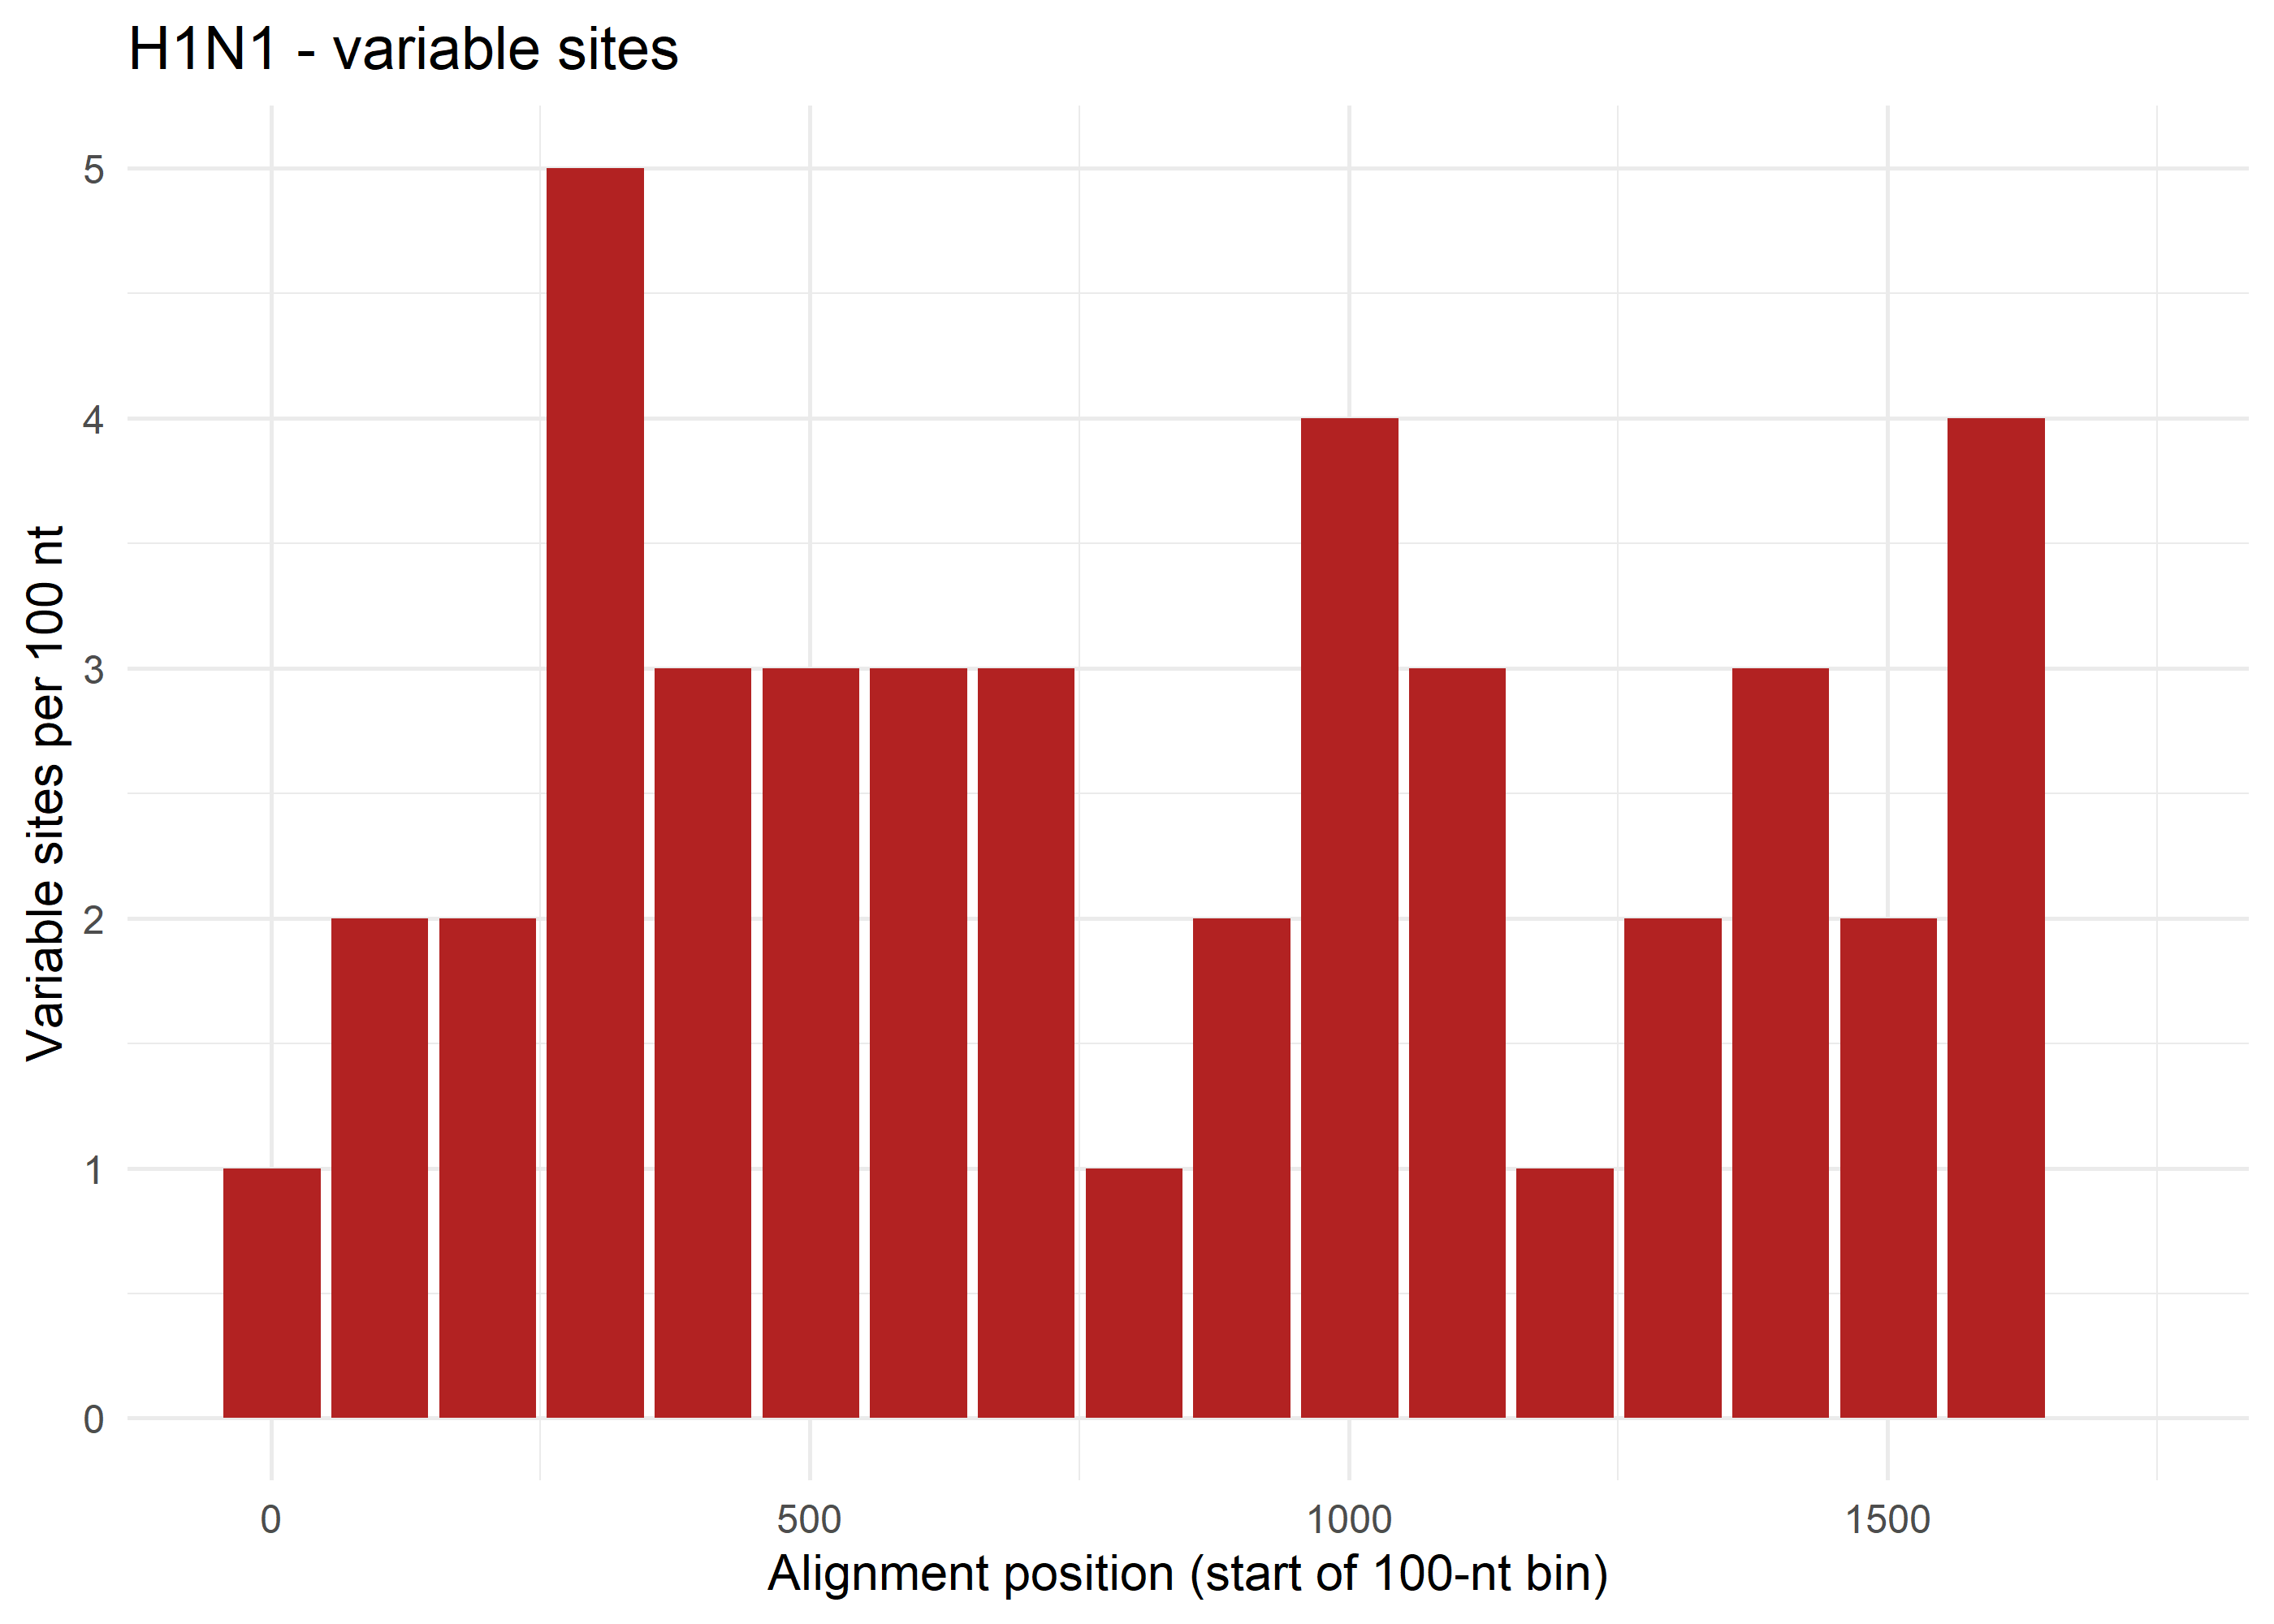 H1N1 - variable sites
Variable sites per 100 nt
5
4
3
2
1
0
0 500 1000 1500
Alignment position (start of 100-nt bin)